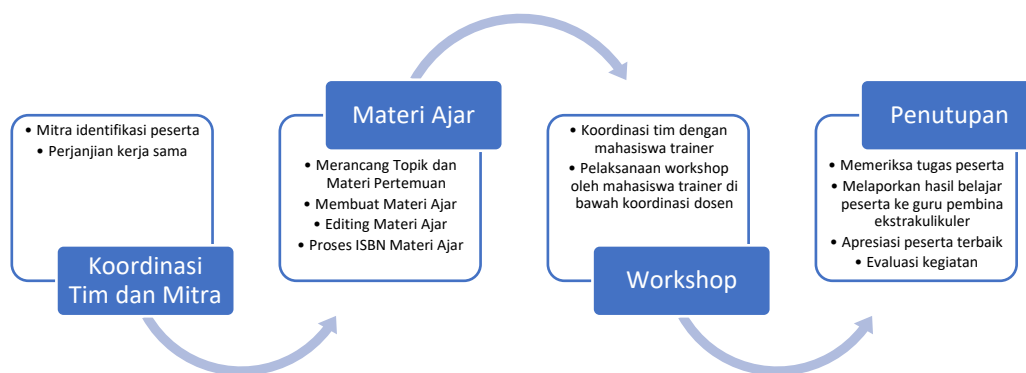 • Mitra identifikasi peserta
• Perjanjian kerja sama
Koordinasi
Tim dan Mitra
Materi Ajar
• Merancang Topik dan
Materi Pertemuan
• Membuat Materi Ajar
• Editing Materi Ajar
• Proses ISBN Materi Ajar
• Koordinasi tim dengan
mahasiswa trainer
• Pelaksanaan workshop
oleh mahasiswa trainer di
bawah koordinasi dosen
Workshop
Penutupan
• Memeriksa tugas peserta
• Melaporkan hasil belajar
peserta ke guru pembina
ekstrakulikuler
• Apresiasi peserta terbaik
• Evaluasi kegiatan